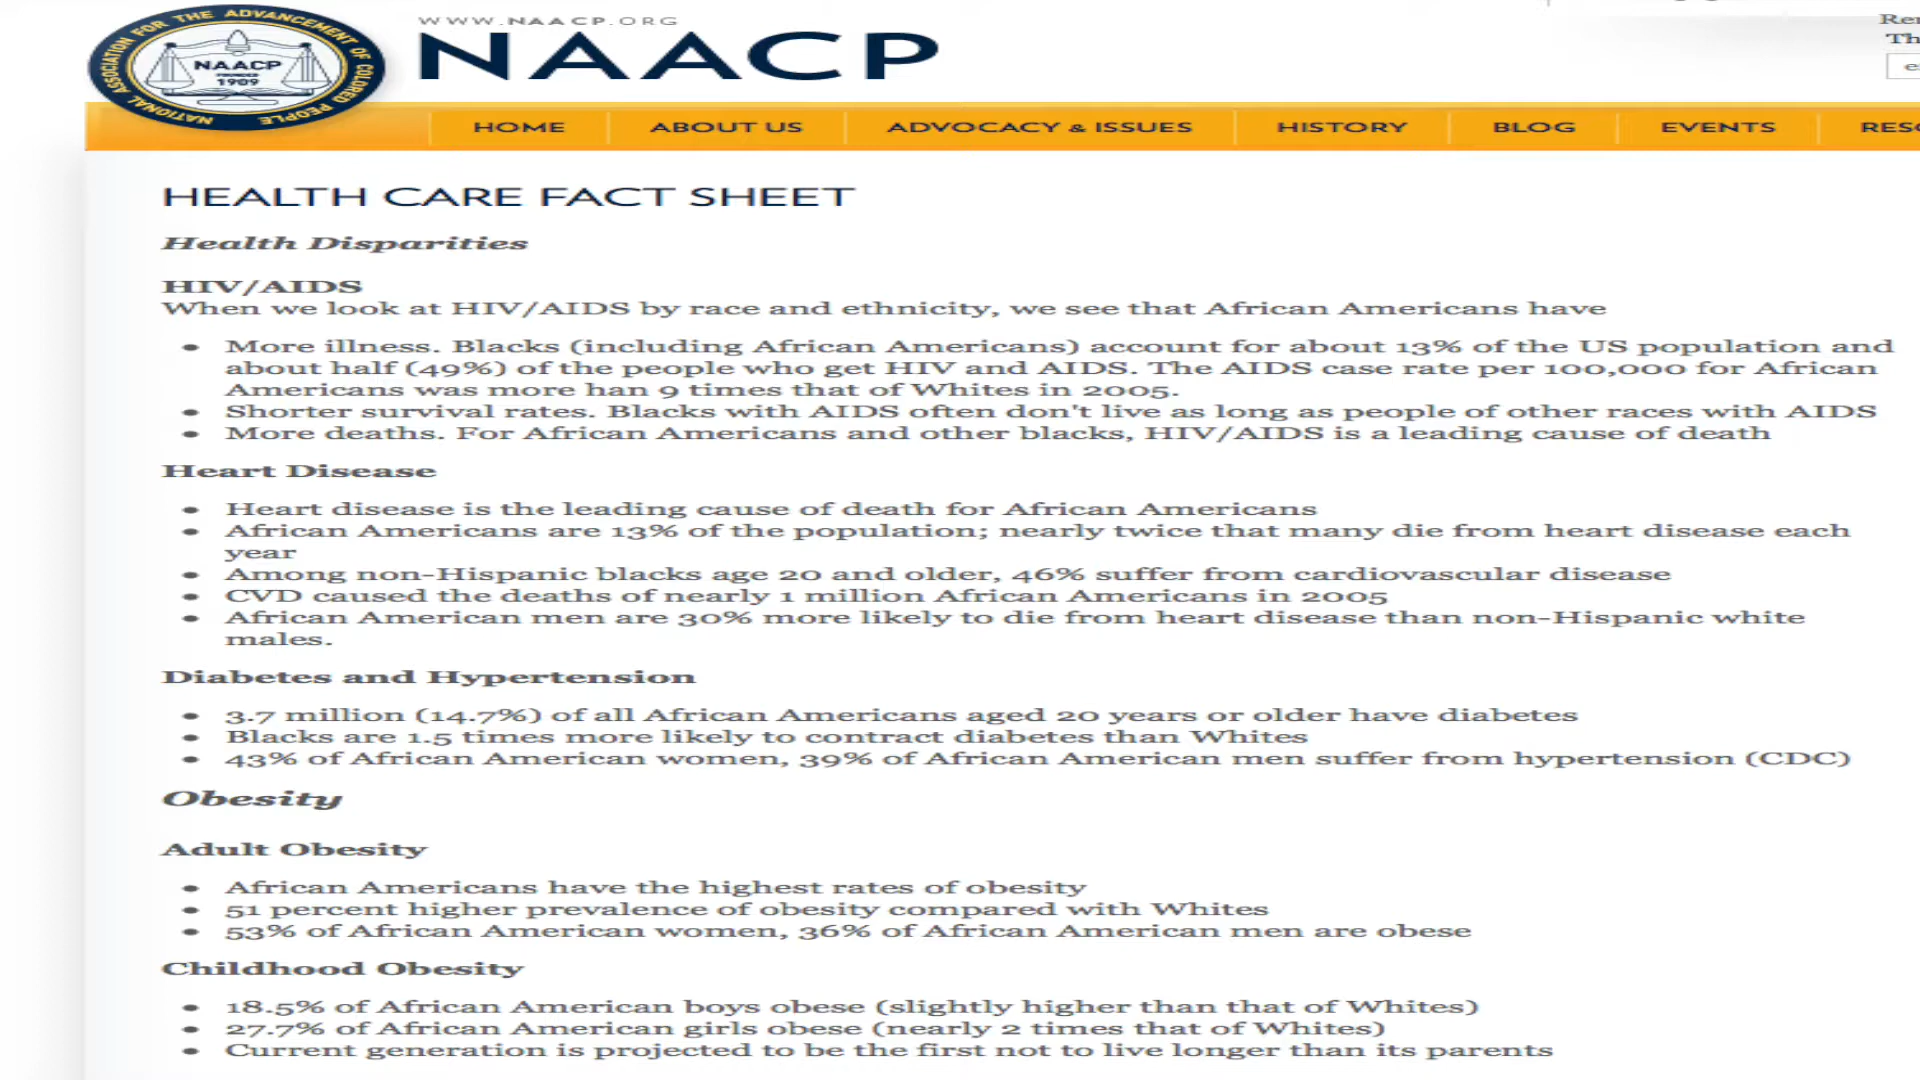 WWW.NAACP.ORG
NAACP
NATIONAL ASSOCIATION FOR THE ADVANCEMENT OF COLORED PEOPLE
NAACP
FOUNDED
1909
HOME ABOUT US ADVOCACY & ISSUES HISTORY BLOG EVENTS
HEALTH CARE FACT SHEET
Health Disparities
HIV/AIDS
When we look at HIV/AIDS by race and ethnicity, we see that African Americans have
• More illness. Blacks (including African Americans) account for about 13% of the US population and
about half (49%) of the people who get HIV and AIDS. The AIDS case rate per 100,000 for African
Americans was more han 9 times that of Whites in 2005.
• Shorter survival rates. Blacks with AIDS often don't live as long as people of other races with AIDS
• More deaths. For African Americans and other blacks, HIV/AIDS is a leading cause of death
Heart Disease
• Heart disease is the leading cause of death for African Americans
• African Americans are 13% of the population; nearly twice that many die from heart disease each
year
• Among non-Hispanic blacks age 20 and older, 46% suffer from cardiovascular disease
• CVD caused the deaths of nearly 1 million African Americans in 2005
• African American men are 30% more likely to die from heart disease than non-Hispanic white
males.
Diabetes and Hypertension
• 3.7 million (14.7%) of all African Americans aged 20 years or older have diabetes
• Blacks are 1.5 times more likely to contract diabetes than Whites
• 43% of African American women, 39% of African American men suffer from hypertension (CDC)
Obesity
Adult Obesity
• African Americans have the highest rates of obesity
• 51 percent higher prevalence of obesity compared with Whites
• 53% of African American women, 36% of African American men are obese
Childhood Obesity
• 18.5% of African American boys obese (slightly higher than that of Whites)
• 27.7% of African American girls obese (nearly 2 times that of Whites)
• Current generation is projected to be the first not to live longer than its parents